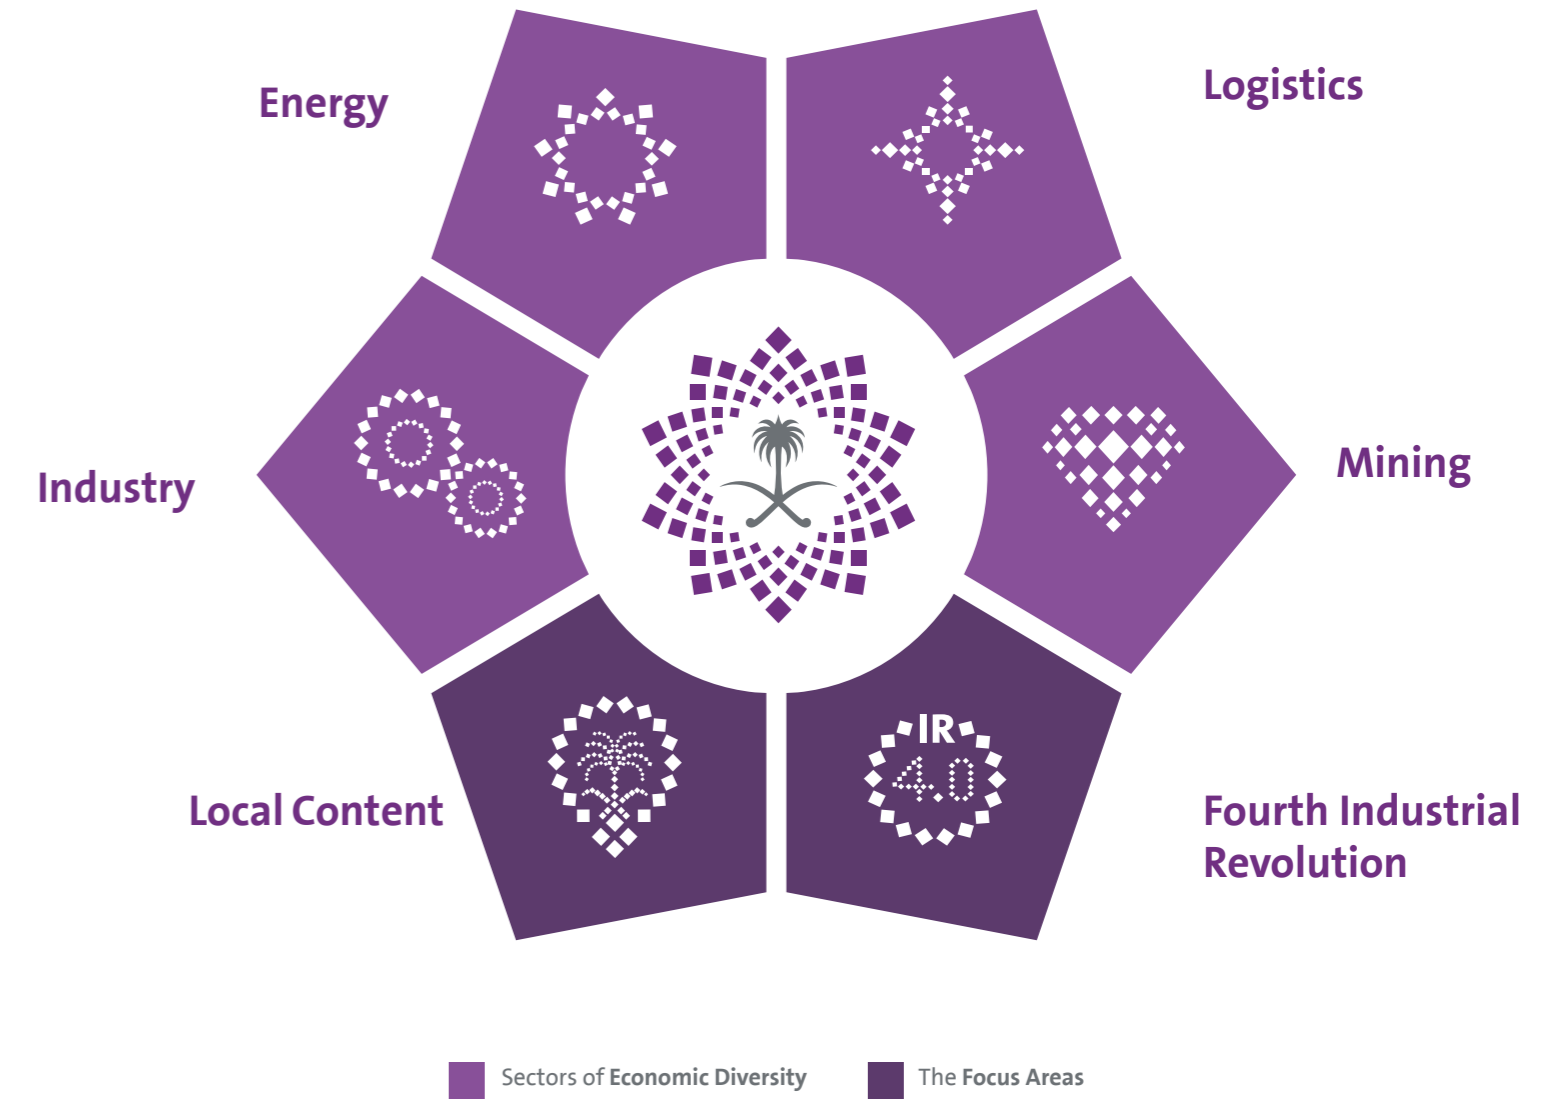 Energy
Logistics
Industry
Mining
Local Content
IR
4.0
Fourth Industrial
Revolution
Sectors of Economic Diversity
The Focus Areas